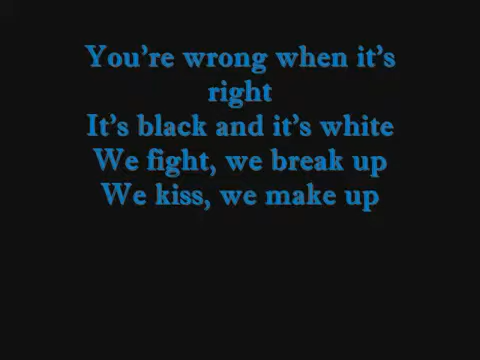 You're wrong when it's
right
It's black and it's white
We fight, we break up
We kiss, we make up